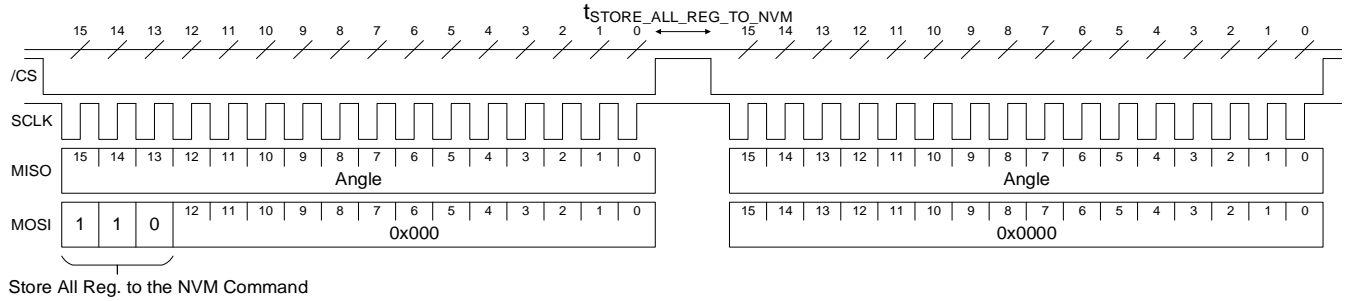 tSTORE_ALL_REG_TO_NVM
15 14 13 12 11 10 9 8 7 6 5 4 3 2 1 0 15 14 13 12 11 10 9 8 7 6 5 4 3 2 1 0
/CS
SCLK
15 14 13 12 11 10 9 8 7 6 5 4 3 2 1 0 15 14 13 12 11 10 9 8 7 6 5 4 3 2 1 0
MISO
Angle Angle
12 11 10 9 8 7 6 5 4 3 2 1 0 15 14 13 12 11 10 9 8 7 6 5 4 3 2 1 0
MOSI 1 1 0
0x000 0x0000
Store All Reg. to the NVM Command